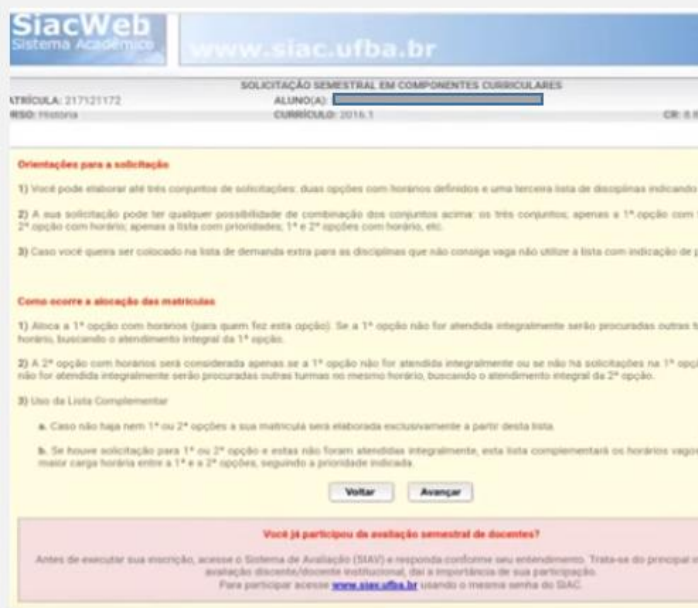 SiacWeb
Sistema Acadêmico
www.siac.ufba.br
SOLICITAÇÃO SEMESTRAL EM COMPONENTES CURRICULARES
ATRÍCULA: 217121172
ALUNO(A):
RSO: História
CURRÍCULO: 2016.1
CR: 8.8
Orientações para a solicitação
1) Você pode elaborar até três conjuntos de solicitações: duas opções com horários definidos e uma terceira lista de disciplinas indicando
2) A sua solicitação pode ter qualquer possibilidade de combinação dos conjuntos acima: os três conjuntos; apenas a 1ª opção com
2ª opção com horário; apenas a lista com prioridades; 1ª e 2ª opções com horário, etc.
3) Caso você queira ser colocado na lista de demanda extra para as disciplinas que não consiga vaga não utilize a lista com indicação de p
Como ocorre a alocação das matrículas
1) Aloca a 1ª opção com horários (para quem fez esta opção). Se a 1ª opção não for atendida integralmente serão procuradas outras t
horário, buscando o atendimento integral da 1ª opção.
2) A 2ª opção com horários será considerada apenas se a 1ª opção não for atendida integralmente ou se não há solicitações na 1ª opç
não for atendida integralmente serão procuradas outras turmas no mesmo horário, buscando o atendimento integral da 2ª opção.
3) Uso da Lista Complementar
a. Caso não haja nem 1ª ou 2ª opções a sua matrícula será elaborada exclusivamente a partir desta lista.
b. Se houve solicitação para 1ª ou 2ª opção e estas não foram atendidas integralmente, esta lista complementará os horários vagos
maior carga horária entre a 1ª e a 2ª opções, seguindo a prioridade indicada.
Voltar Avançar
Você já participou da avaliação semestral de docentes?
Antes de executar sua inscrição, acesse o Sistema de Avaliação (SIAV) e responda conforme seu entendimento. Trata-se do principal i
avaliação discente/docente institucional, daí a importância de sua participação.
Para participar acesse www.siav.ufba.br usando o mesma senha do SIAC.